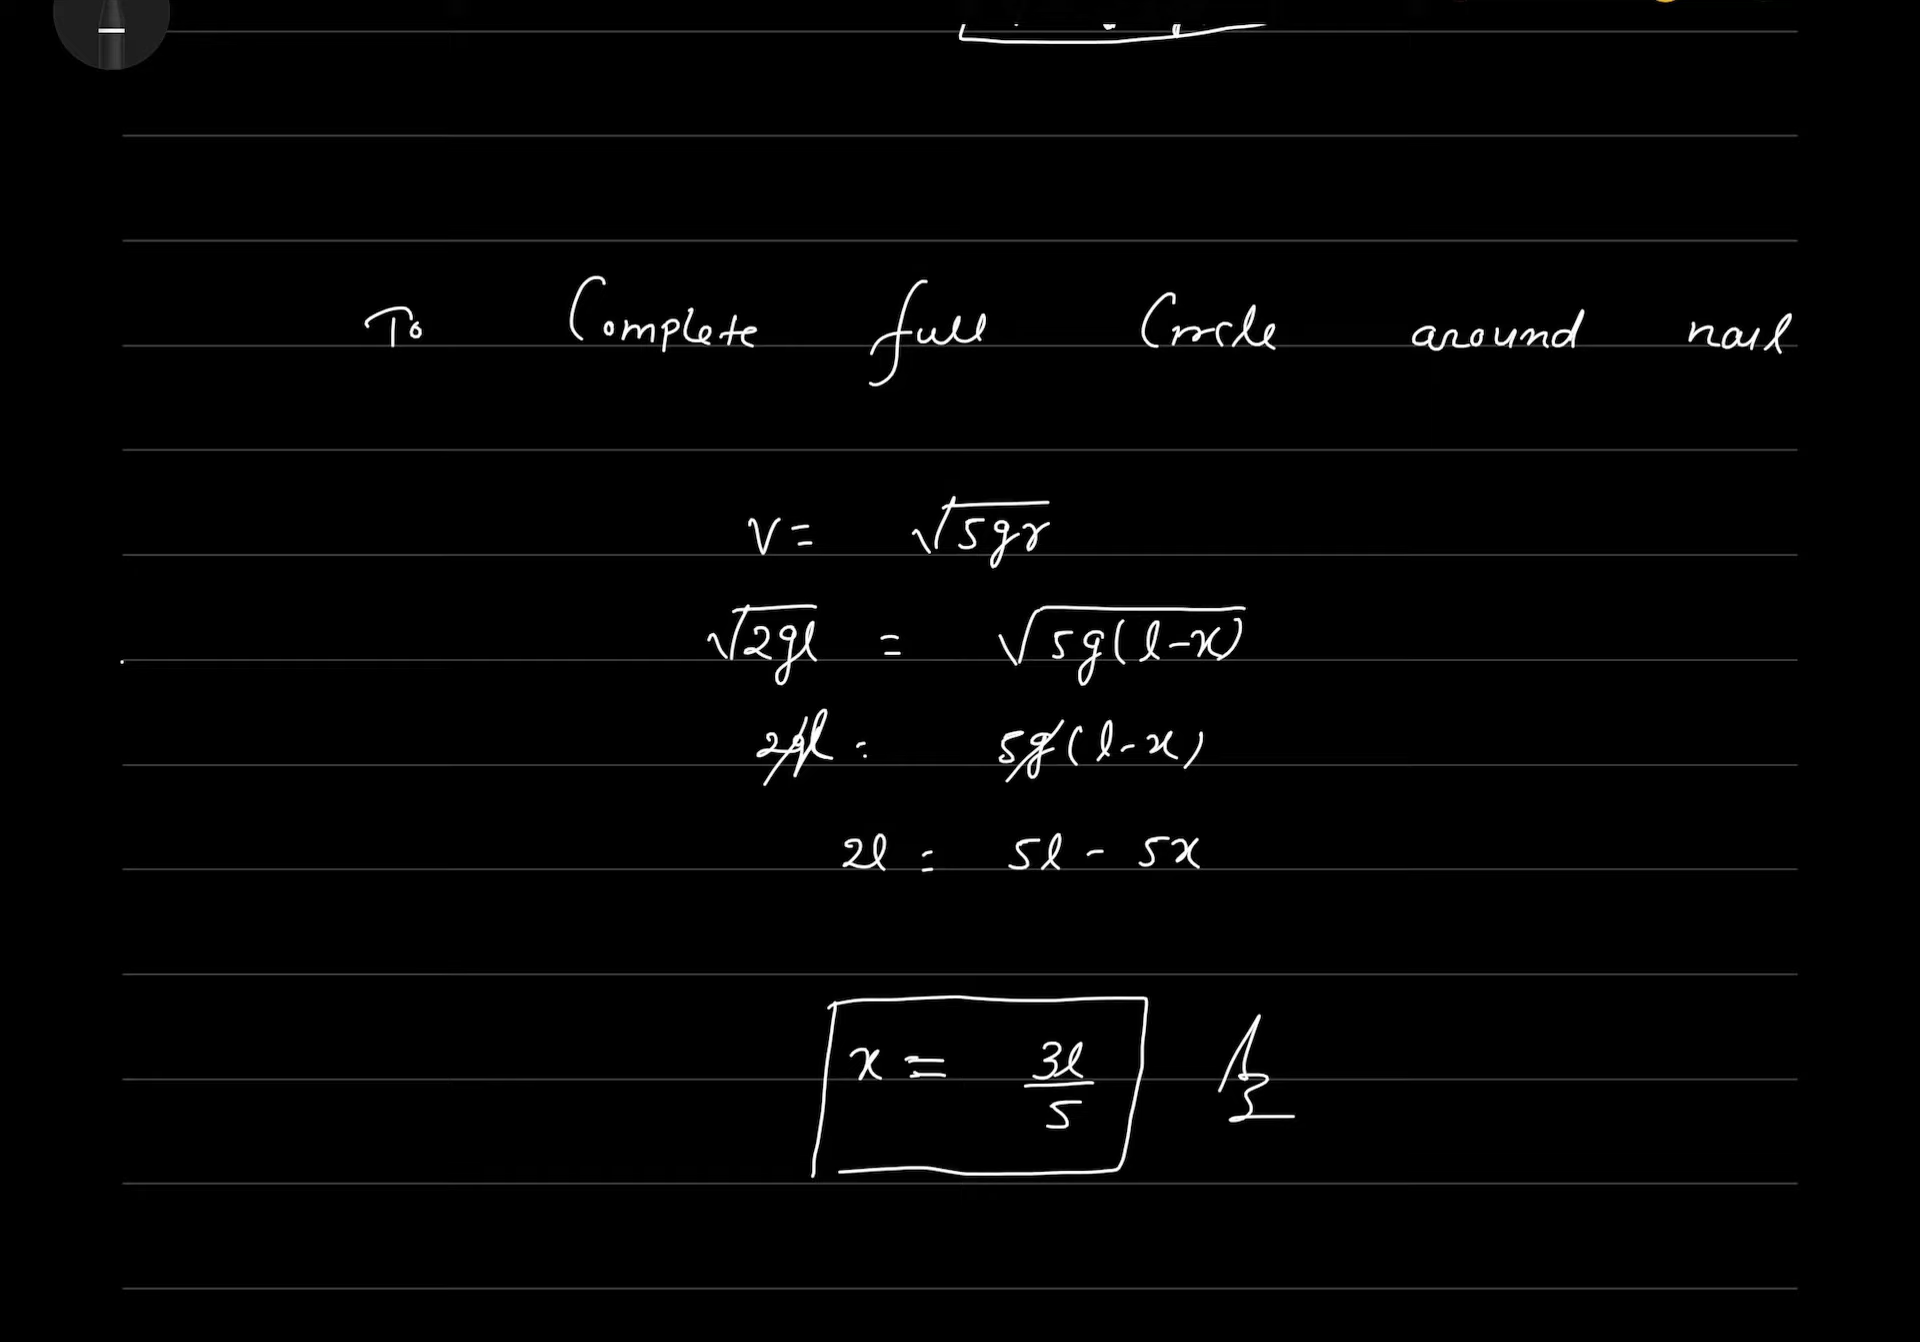 To Complete full Circle around nail
V = √5gr
√2gl = √5g(l-x)
2gl = 5g(l-x)
2l = 5l - 5x
x = 3l/5